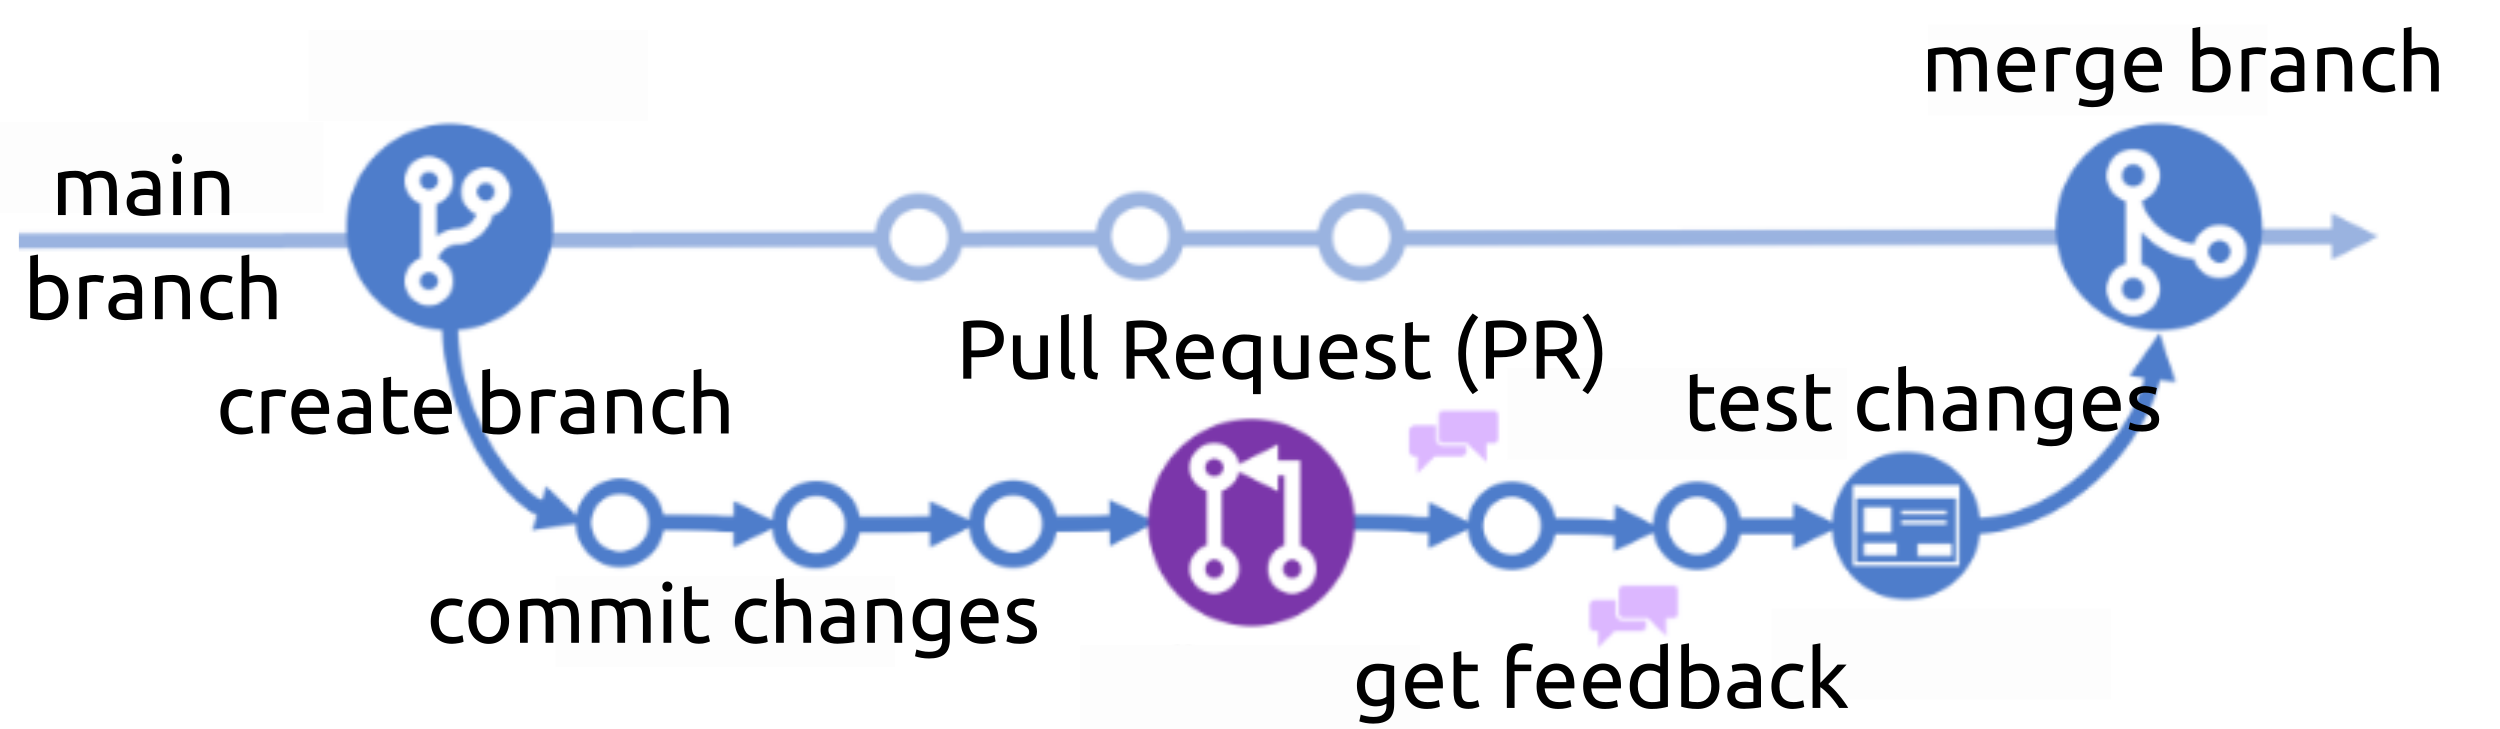 merge branch
main
branch
Pull Request (PR)
create branch
test changes
commit changes
get feedback